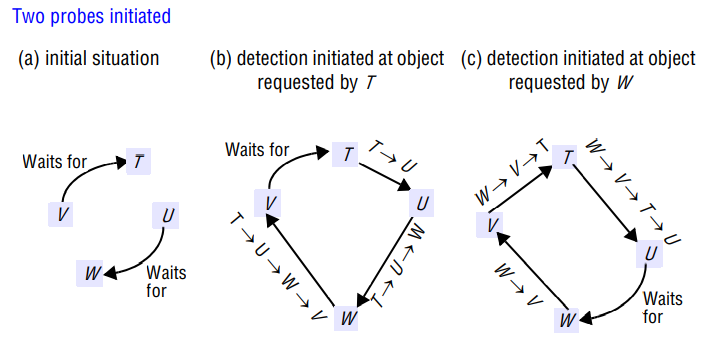 Two probes initiated
(a) initial situation
(b) detection initiated at object
requested by T
(c) detection initiated at object
requested by W
Waits for
T
V
U
W
Waits
for
Waits for
T
T → U
V
U
T → U → W → V
T → U → W
W
W → V → T
T
W → V → T → U
V
U
W → V
W
Waits
for